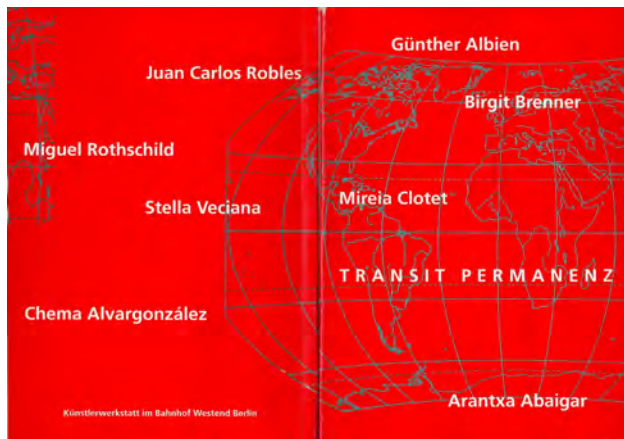 Günther Albien
Juan Carlos Robles
Birgit Brenner
Miguel Rothschild
Mireia Clotet
Stella Veciana
TRANSIT PERMANENZ
Chema Alvargonzález
Arantxa Abaigar
Künstlerwerkstatt im Bahnhof Westend Berlin